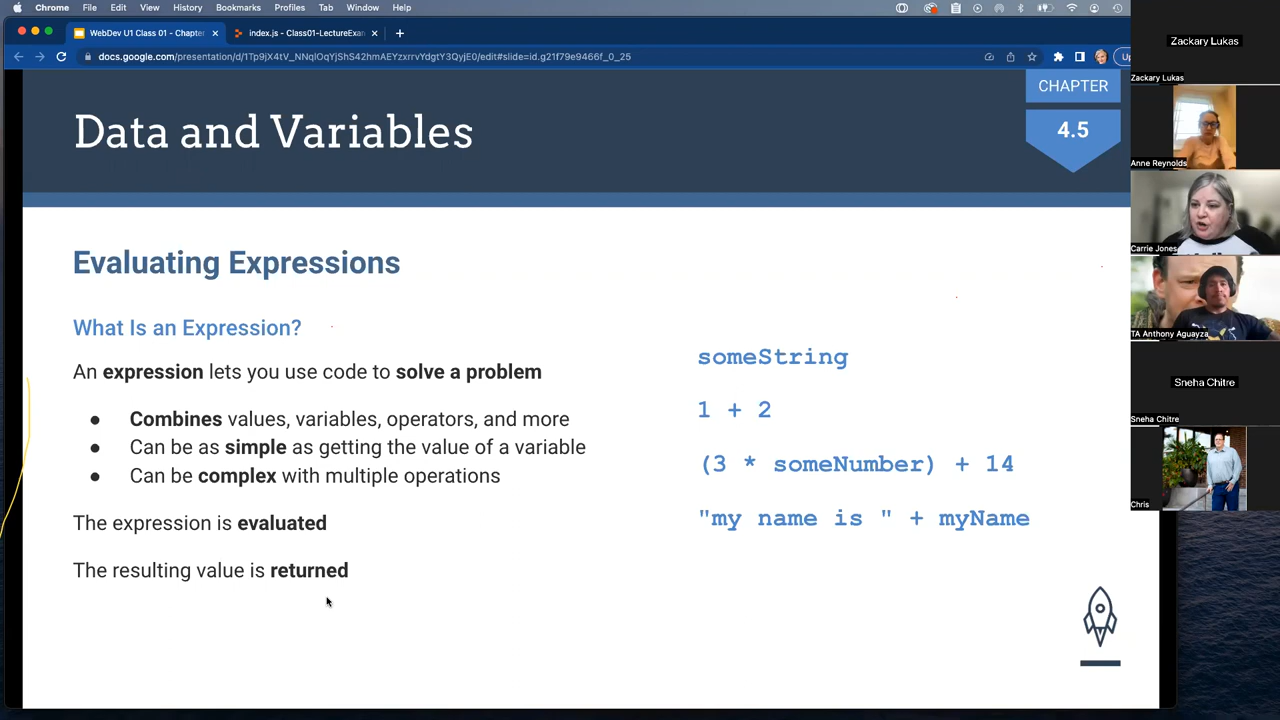 Chrome File Edit View History Bookmarks Profiles Tab Window Help
WebDev U1 Class 01 - Chapter
index.js - Class01-LectureExan
docs.google.com/presentation/d/1Tp9jX4tV_NNqIOqYjShS42hmAEYzxrrvYdgtY3QyjE0/edit#slide=id.g21f79e9466f_0_25
Up
Data and Variables
CHAPTER
4.5
Evaluating Expressions
What Is an Expression?
An expression lets you use code to solve a problem
● Combines values, variables, operators, and more
● Can be as simple as getting the value of a variable
● Can be complex with multiple operations
The expression is evaluated
The resulting value is returned
someString
1 + 2
(3 * someNumber) + 14
"my name is " + myName
Zackary Lukas
Zackary Lukas
Anne Reynolds
Carrie Jones
TA Anthony Aguayza
Sneha Chitre
Sneha Chitre
Chris